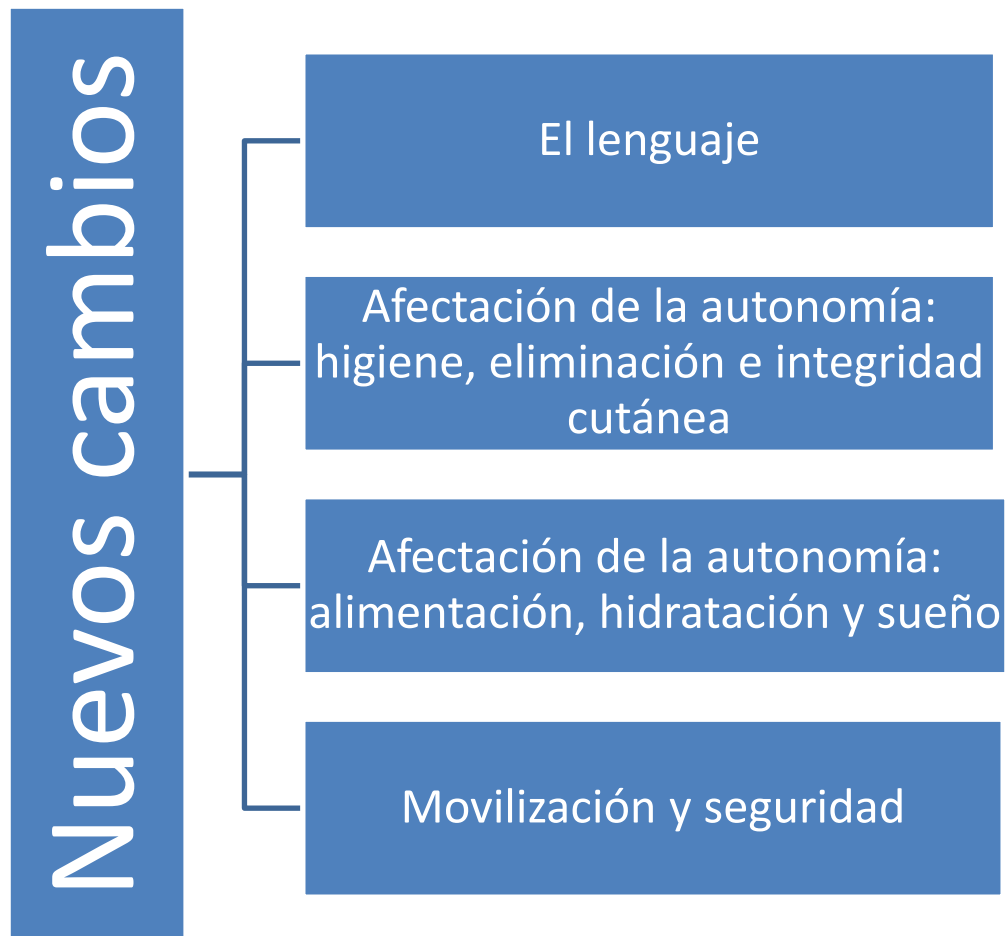 Nuevos cambios
El lenguaje
Afectación de la autonomía:
higiene, eliminación e integridad
cutánea
Afectación de la autonomía:
alimentación, hidratación y sueño
Movilización y seguridad